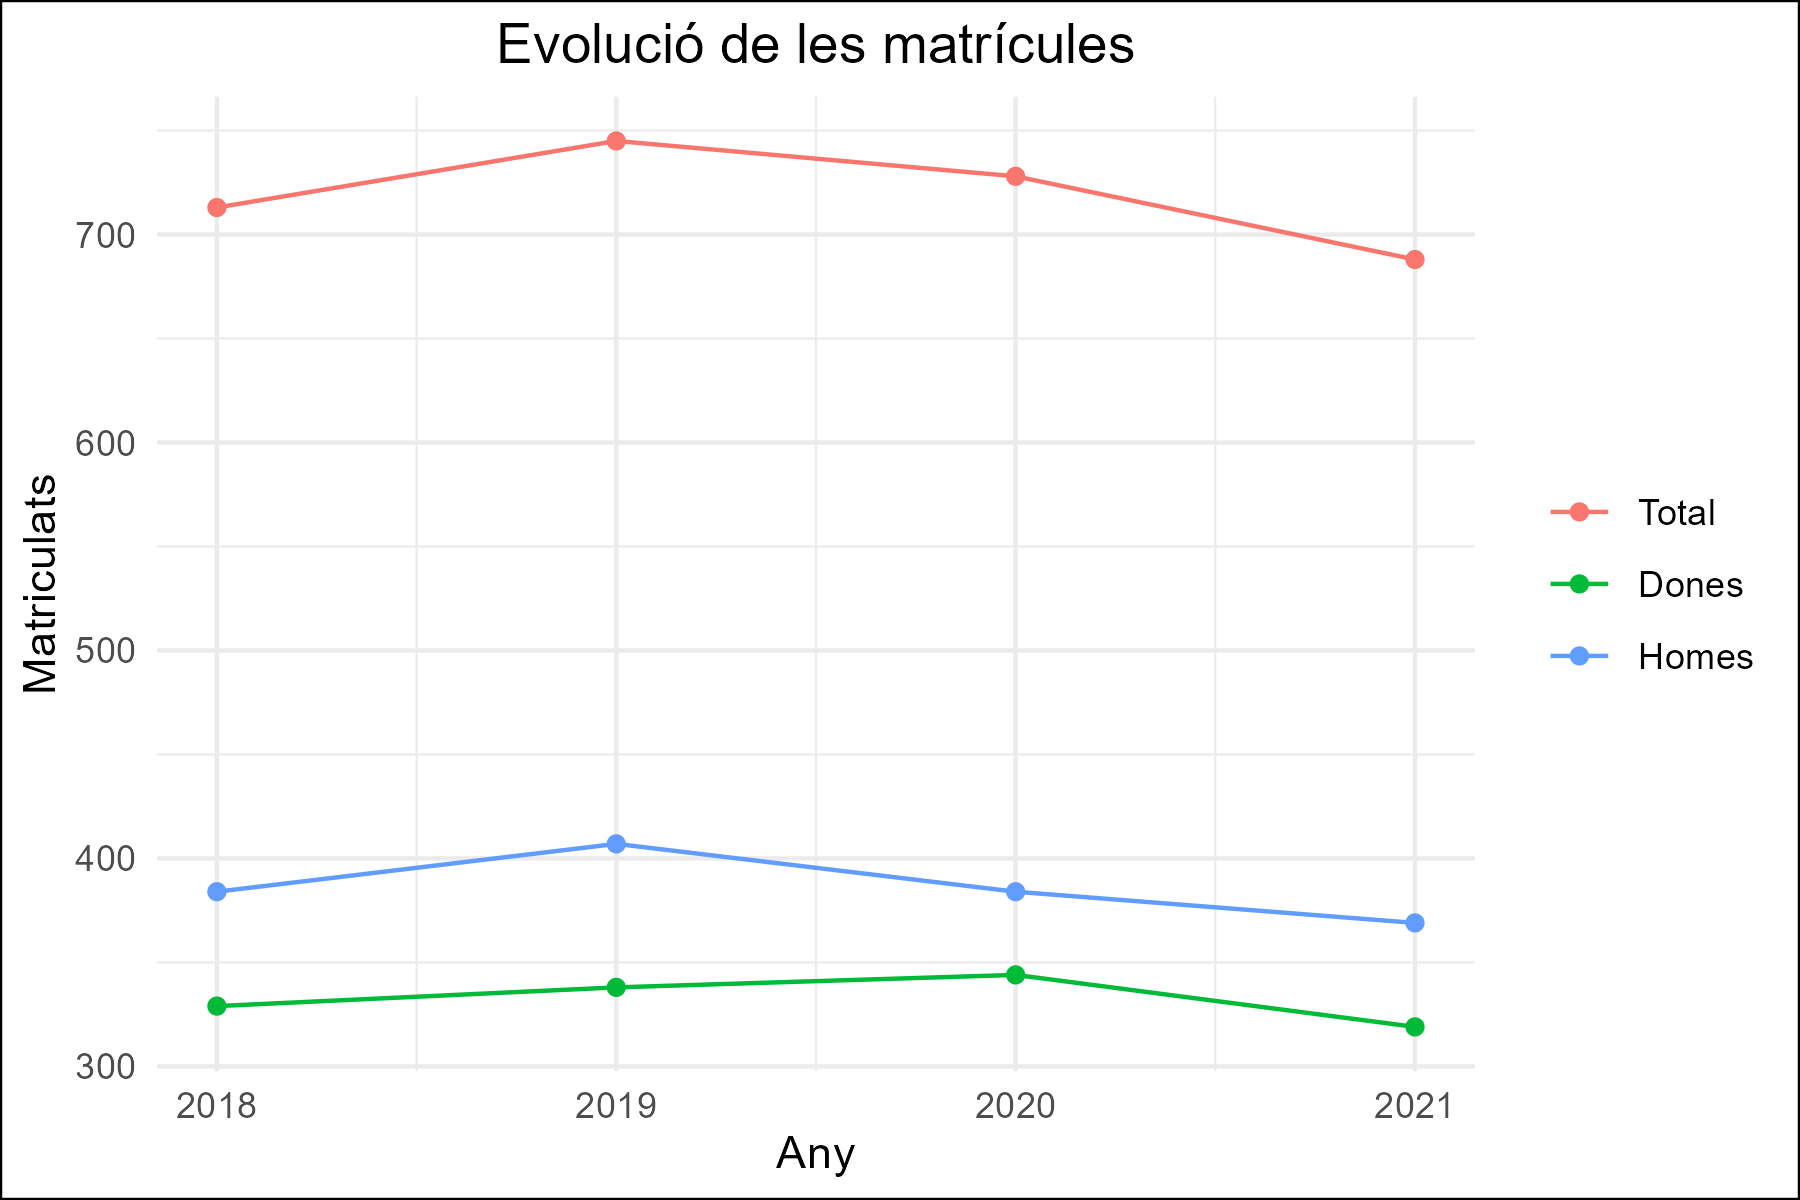 Evolució de les matrícules
Matriculats
700
600
500
400
300
2018 2019 2020 2021
Any
Total
Dones
Homes